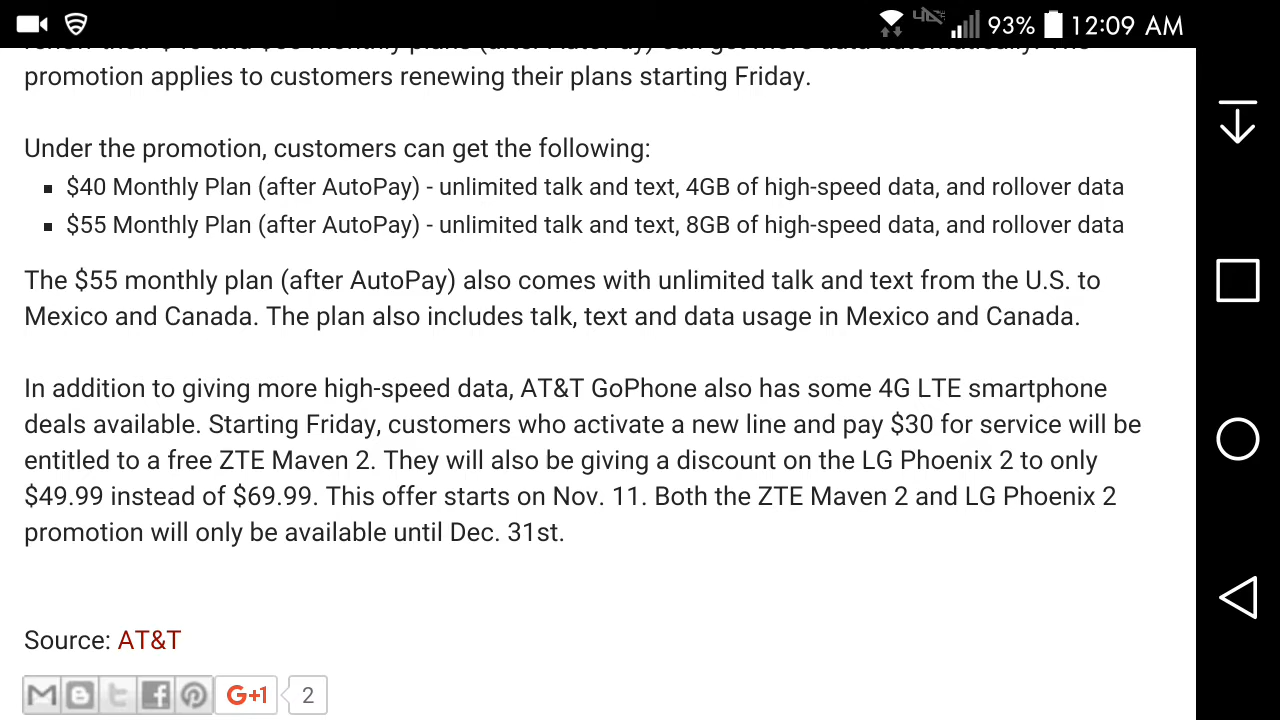 93% 12:09 AM
promotion applies to customers renewing their plans starting Friday.
Under the promotion, customers can get the following:
▪ $40 Monthly Plan (after AutoPay) - unlimited talk and text, 4GB of high-speed data, and rollover data
▪ $55 Monthly Plan (after AutoPay) - unlimited talk and text, 8GB of high-speed data, and rollover data
The $55 monthly plan (after AutoPay) also comes with unlimited talk and text from the U.S. to
Mexico and Canada. The plan also includes talk, text and data usage in Mexico and Canada.
In addition to giving more high-speed data, AT&T GoPhone also has some 4G LTE smartphone
deals available. Starting Friday, customers who activate a new line and pay $30 for service will be
entitled to a free ZTE Maven 2. They will also be giving a discount on the LG Phoenix 2 to only
$49.99 instead of $69.99. This offer starts on Nov. 11. Both the ZTE Maven 2 and LG Phoenix 2
promotion will only be available until Dec. 31st.
Source: AT&T
G+1 2